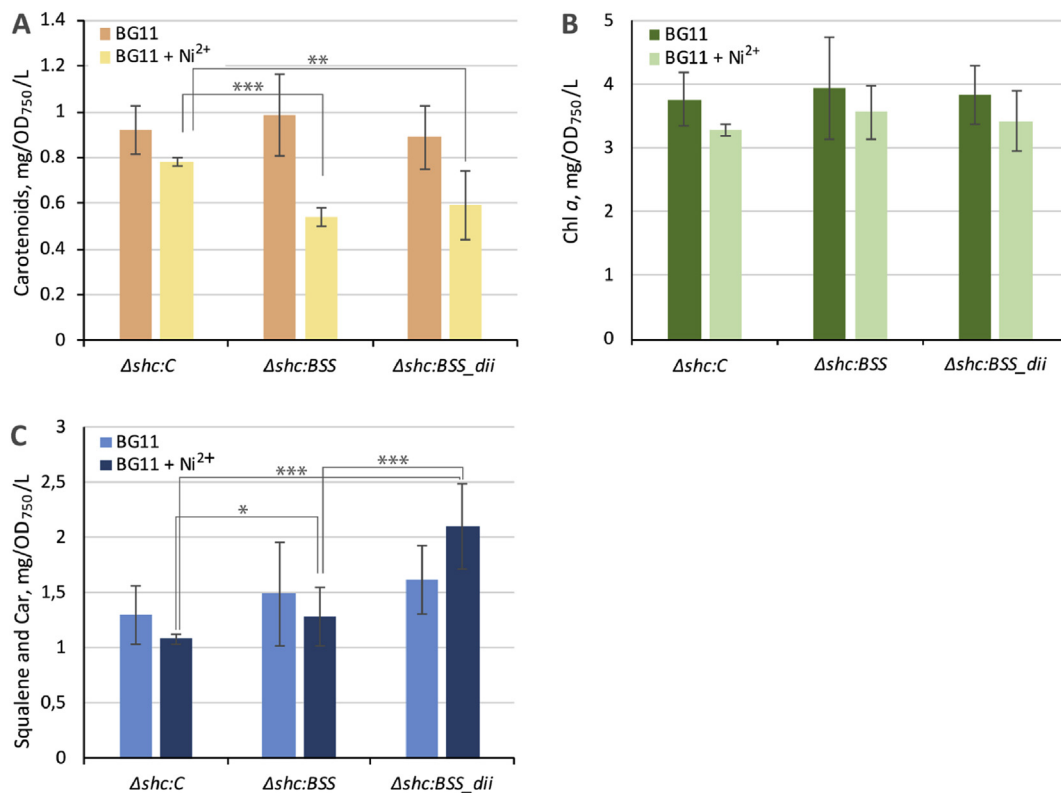 A
BG11
BG11 + Ni²⁺
1.4
1.2
1
0.8
0.6
0.4
0.2
0
Carotenoids, mg/OD₇₅₀/L
***
**
Δshc:C
Δshc:BSS
Δshc:BSS_dii
B
BG11
BG11 + Ni²⁺
5
4
3
2
1
0
Chl a, mg/OD₇₅₀/L
Δshc:C
Δshc:BSS
Δshc:BSS_dii
C
BG11
BG11 + Ni²⁺
3
2,5
2
1,5
1
0,5
0
Squalene and Car, mg/OD₇₅₀/L
***
***
*
Δshc:C
Δshc:BSS
Δshc:BSS_dii